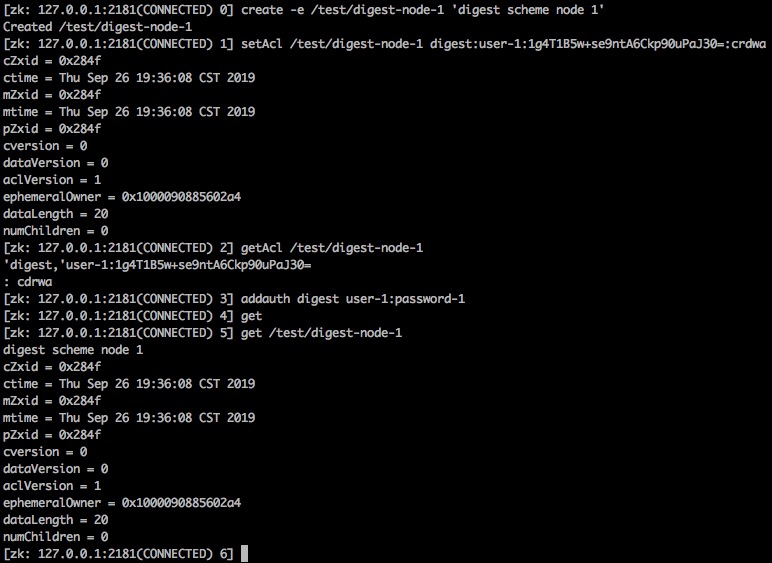 [zk: 127.0.0.1:2181(CONNECTED) 0] create -e /test/digest-node-1 'digest scheme node 1'
Created /test/digest-node-1
[zk: 127.0.0.1:2181(CONNECTED) 1] setAcl /test/digest-node-1 digest:user-1:1g4T1B5w+se9ntA6Ckp90uPaJ30=:crdwa
cZxid = 0x284f
ctime = Thu Sep 26 19:36:08 CST 2019
mZxid = 0x284f
mtime = Thu Sep 26 19:36:08 CST 2019
pZxid = 0x284f
cversion = 0
dataVersion = 0
aclVersion = 1
ephemeralOwner = 0x1000090885602a4
dataLength = 20
numChildren = 0
[zk: 127.0.0.1:2181(CONNECTED) 2] getAcl /test/digest-node-1
'digest,'user-1:1g4T1B5w+se9ntA6Ckp90uPaJ30=
: cdrwa
[zk: 127.0.0.1:2181(CONNECTED) 3] addauth digest user-1:password-1
[zk: 127.0.0.1:2181(CONNECTED) 4] get
[zk: 127.0.0.1:2181(CONNECTED) 5] get /test/digest-node-1
digest scheme node 1
cZxid = 0x284f
ctime = Thu Sep 26 19:36:08 CST 2019
mZxid = 0x284f
mtime = Thu Sep 26 19:36:08 CST 2019
pZxid = 0x284f
cversion = 0
dataVersion = 0
aclVersion = 1
ephemeralOwner = 0x1000090885602a4
dataLength = 20
numChildren = 0
[zk: 127.0.0.1:2181(CONNECTED) 6]